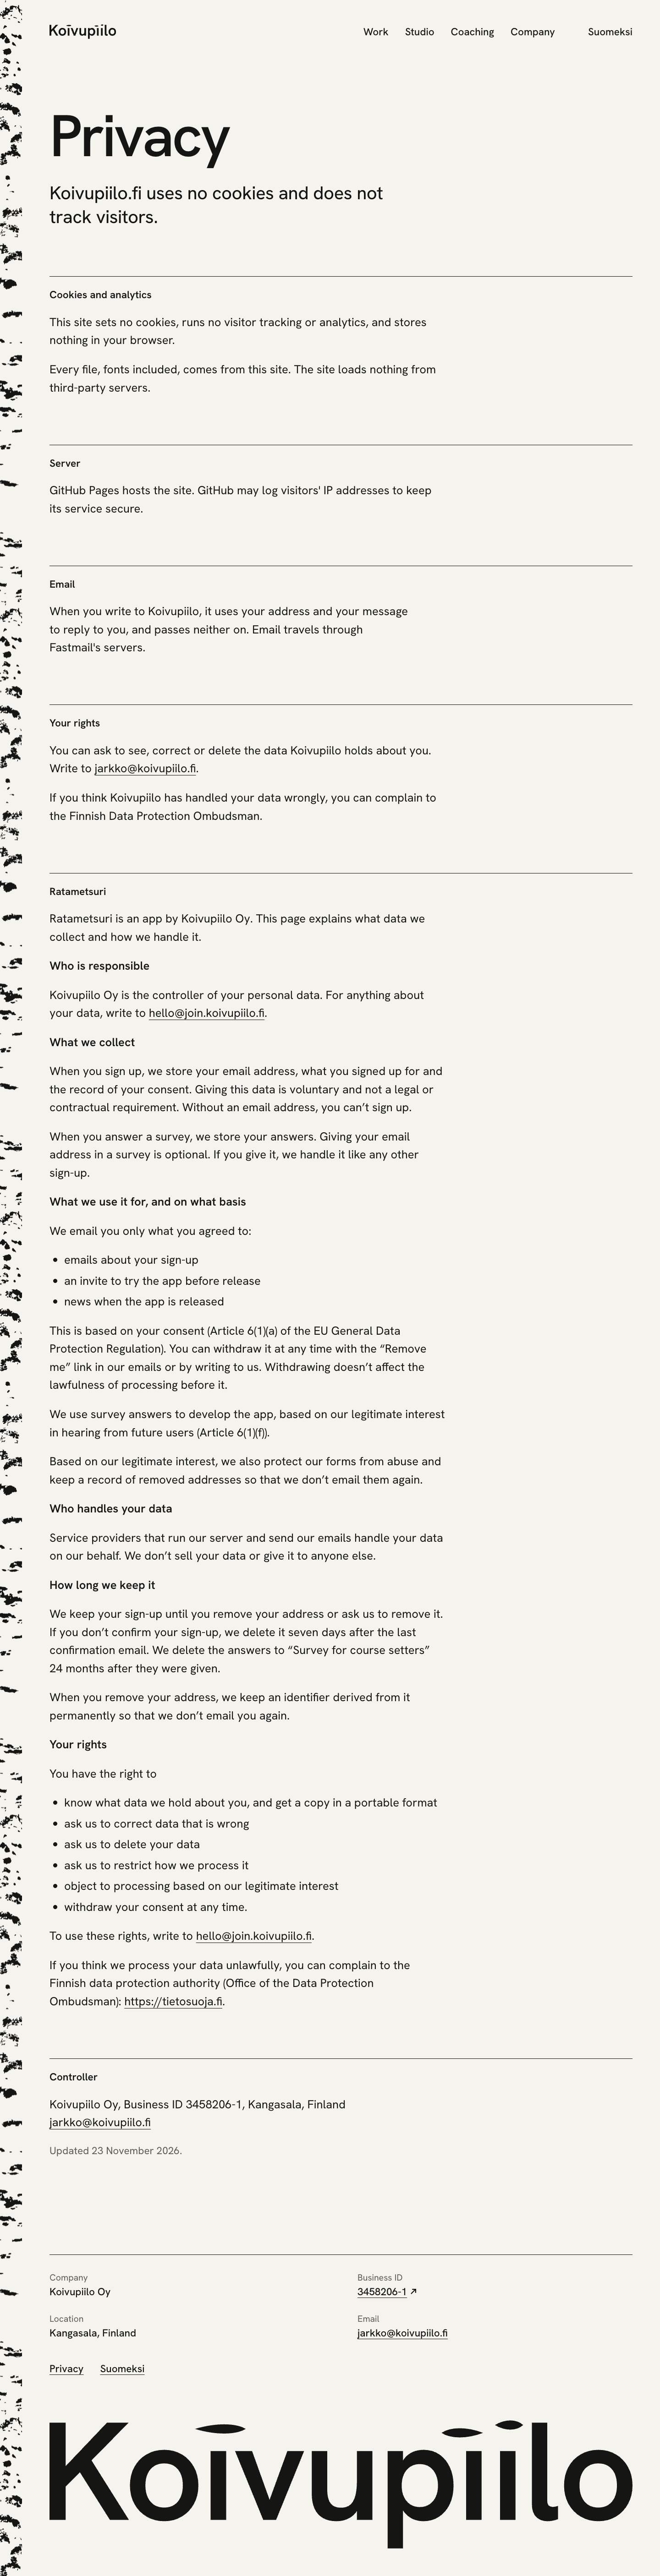 Koivupiilo
Work Studio Coaching Company Suomeksi
Privacy
Koivupiilo.fi uses no cookies and does not
track visitors.
Cookies and analytics
This site sets no cookies, runs no visitor tracking or analytics, and stores
nothing in your browser.
Every file, fonts included, comes from this site. The site loads nothing from
third-party servers.
Server
GitHub Pages hosts the site. GitHub may log visitors' IP addresses to keep
its service secure.
Email
When you write to Koivupiilo, it uses your address and your message
to reply to you, and passes neither on. Email travels through
Fastmail's servers.
Your rights
You can ask to see, correct or delete the data Koivupiilo holds about you.
Write to jarkko@koivupiilo.fi.
If you think Koivupiilo has handled your data wrongly, you can complain to
the Finnish Data Protection Ombudsman.
Ratametsuri
Ratametsuri is an app by Koivupiilo Oy. This page explains what data we
collect and how we handle it.
Who is responsible
Koivupiilo Oy is the controller of your personal data. For anything about
your data, write to hello@join.koivupiilo.fi.
What we collect
When you sign up, we store your email address, what you signed up for and
the record of your consent. Giving this data is voluntary and not a legal or
contractual requirement. Without an email address, you can’t sign up.
When you answer a survey, we store your answers. Giving your email
address in a survey is optional. If you give it, we handle it like any other
sign-up.
What we use it for, and on what basis
We email you only what you agreed to:
• emails about your sign-up
• an invite to try the app before release
• news when the app is released
This is based on your consent (Article 6(1)(a) of the EU General Data
Protection Regulation). You can withdraw it at any time with the “Remove
me” link in our emails or by writing to us. Withdrawing doesn’t affect the
lawfulness of processing before it.
We use survey answers to develop the app, based on our legitimate interest
in hearing from future users (Article 6(1)(f)).
Based on our legitimate interest, we also protect our forms from abuse and
keep a record of removed addresses so that we don’t email them again.
Who handles your data
Service providers that run our server and send our emails handle your data
on our behalf. We don’t sell your data or give it to anyone else.
How long we keep it
We keep your sign-up until you remove your address or ask us to remove it.
If you don’t confirm your sign-up, we delete it seven days after the last
confirmation email. We delete the answers to “Survey for course setters”
24 months after they were given.
When you remove your address, we keep an identifier derived from it
permanently so that we don’t email you again.
Your rights
You have the right to
• know what data we hold about you, and get a copy in a portable format
• ask us to correct data that is wrong
• ask us to delete your data
• ask us to restrict how we process it
• object to processing based on our legitimate interest
• withdraw your consent at any time.
To use these rights, write to hello@join.koivupiilo.fi.
If you think we process your data unlawfully, you can complain to the
Finnish data protection authority (Office of the Data Protection
Ombudsman): https://tietosuoja.fi.
Controller
Koivupiilo Oy, Business ID 3458206-1, Kangasala, Finland
jarkko@koivupiilo.fi
Updated 23 November 2026.
Company
Koivupiilo Oy
Business ID
3458206-1 ↗
Location
Kangasala, Finland
Email
jarkko@koivupiilo.fi
Privacy Suomeksi
Koivupiilo